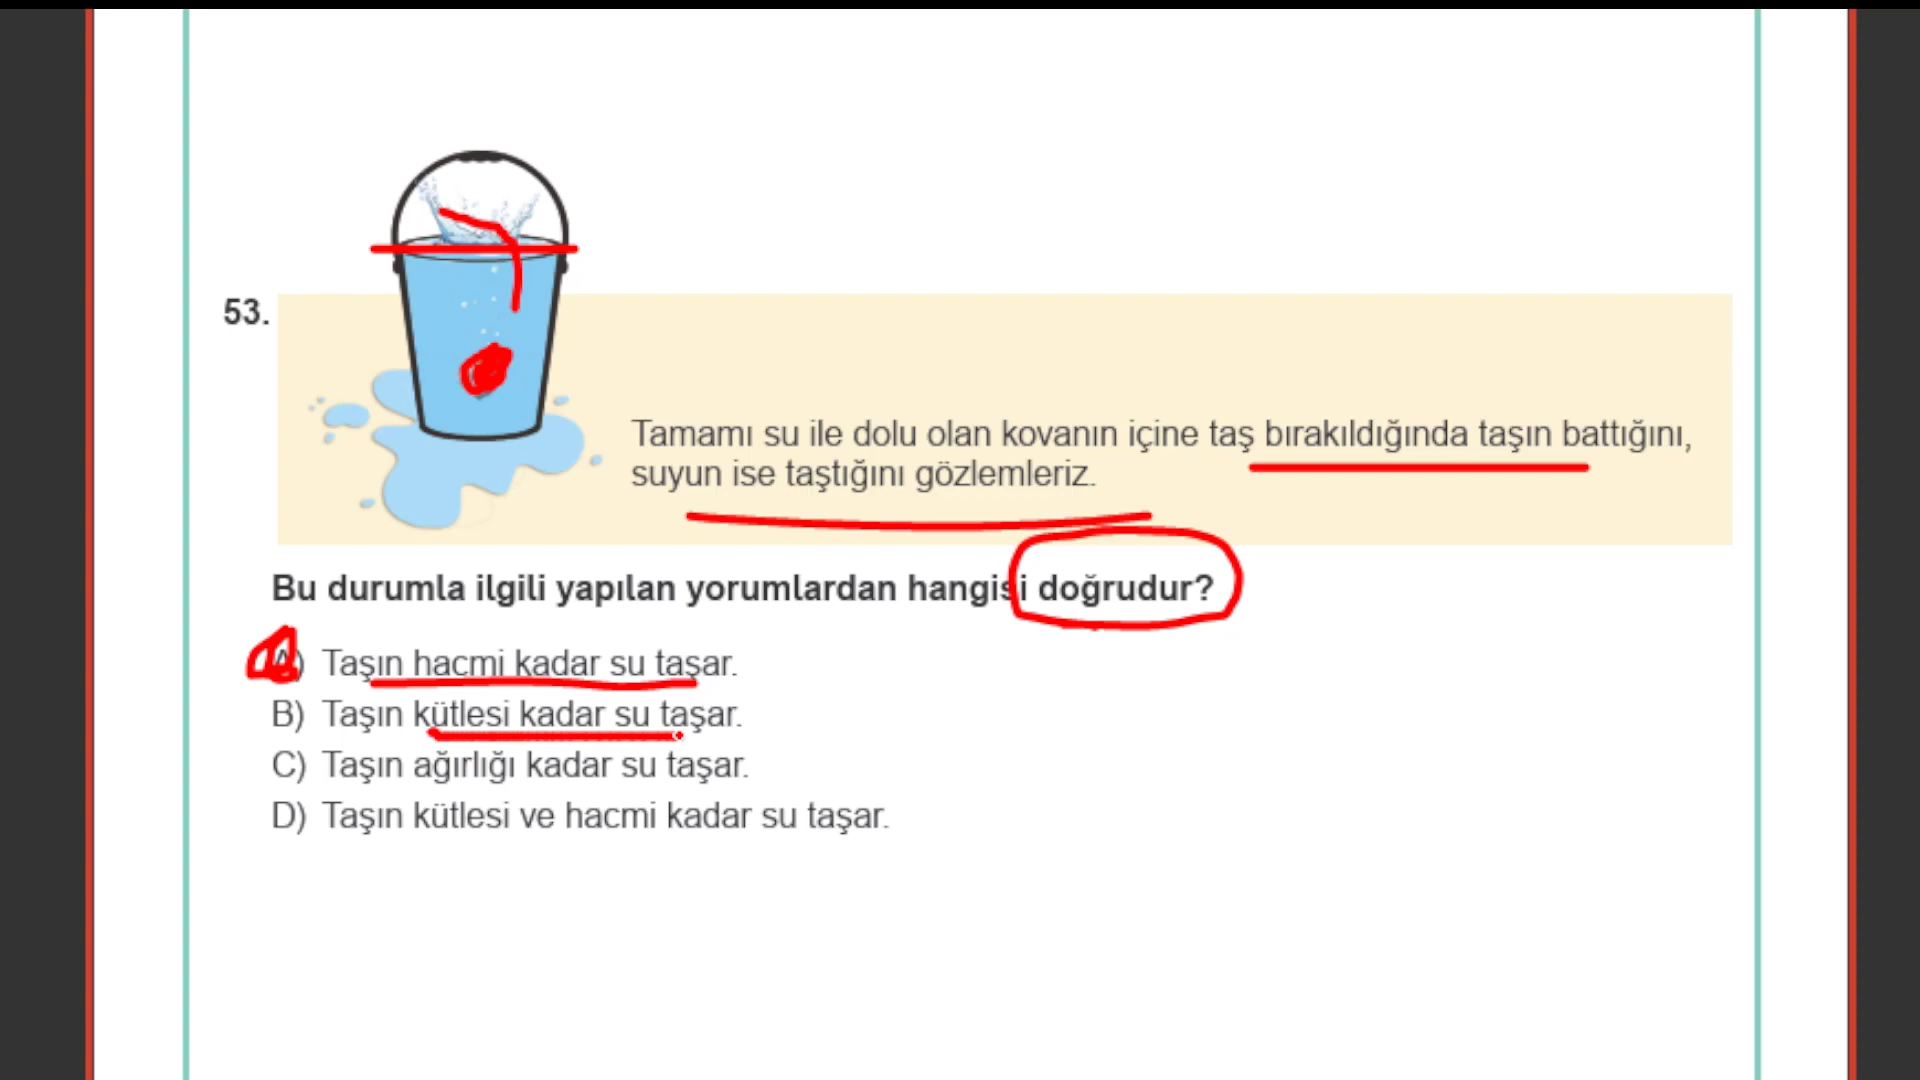 53.
Tamamı su ile dolu olan kovanın içine taş bırakıldığında taşın battığını,
suyun ise taştığını gözlemleriz.
Bu durumla ilgili yapılan yorumlardan hangisi doğrudur?
A) Taşın hacmi kadar su taşar.
B) Taşın kütlesi kadar su taşar.
C) Taşın ağırlığı kadar su taşar.
D) Taşın kütlesi ve hacmi kadar su taşar.